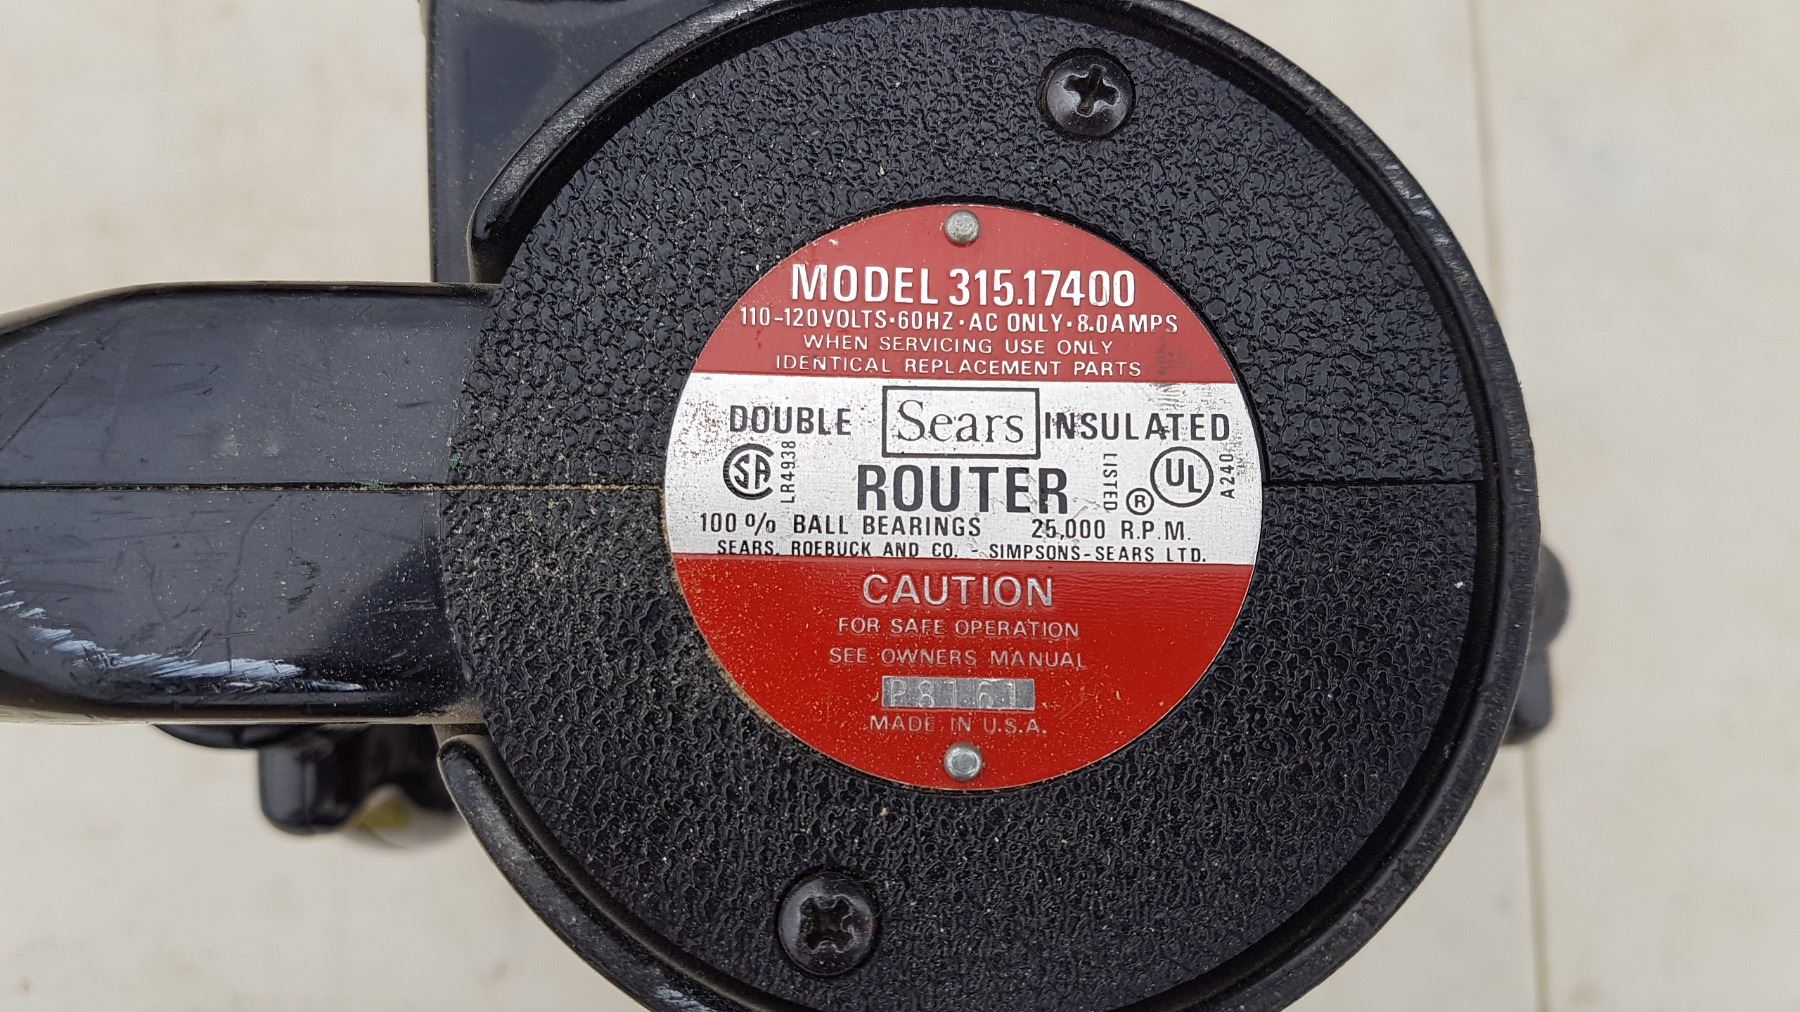 MODEL 315.17400
110-120VOLTS·60HZ·AC ONLY·8.0AMPS
WHEN SERVICING USE ONLY
IDENTICAL REPLACEMENT PARTS
DOUBLE Sears INSULATED
SA LR4938 ROUTER LISTED ® UL A240
100 % BALL BEARINGS 25,000 R.P.M.
SEARS, ROEBUCK AND CO. - SIMPSONS-SEARS LTD.
CAUTION
FOR SAFE OPERATION
SEE OWNERS MANUAL
MADE IN U.S.A.